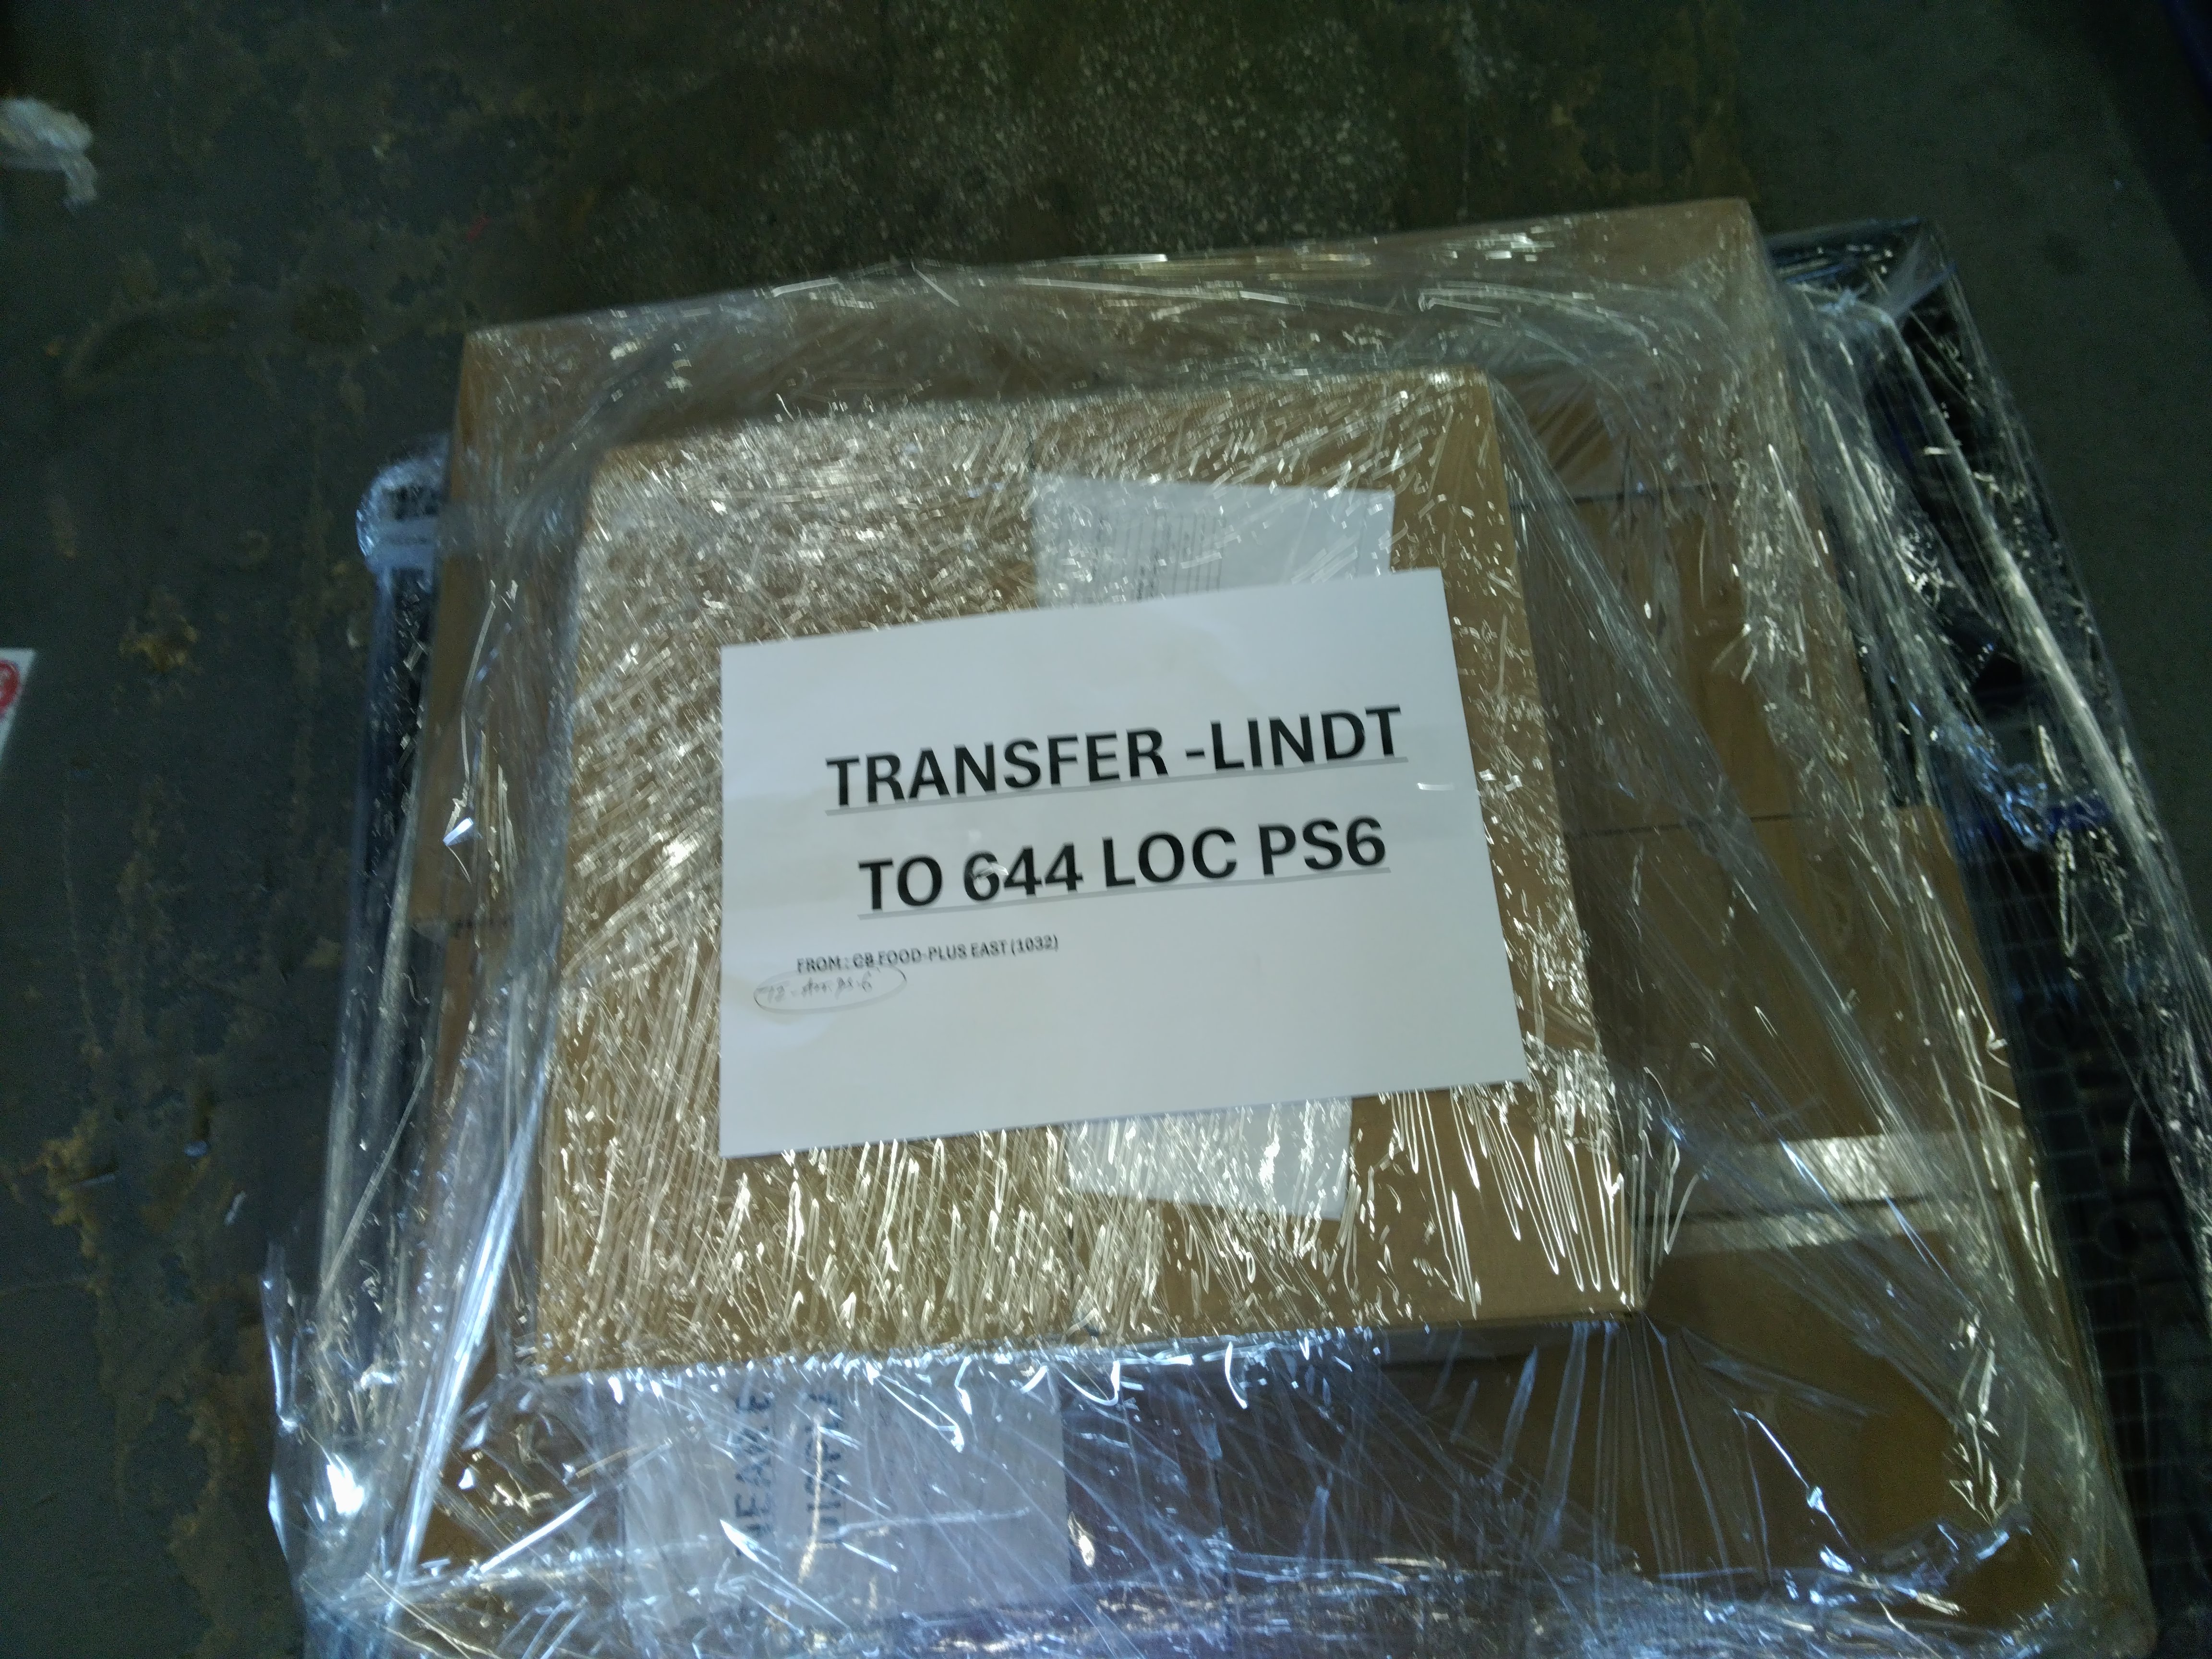 TRANSFER -LINDT
TO 644 LOC PS6
FROM : CB FOOD-PLUS EAST (1032)